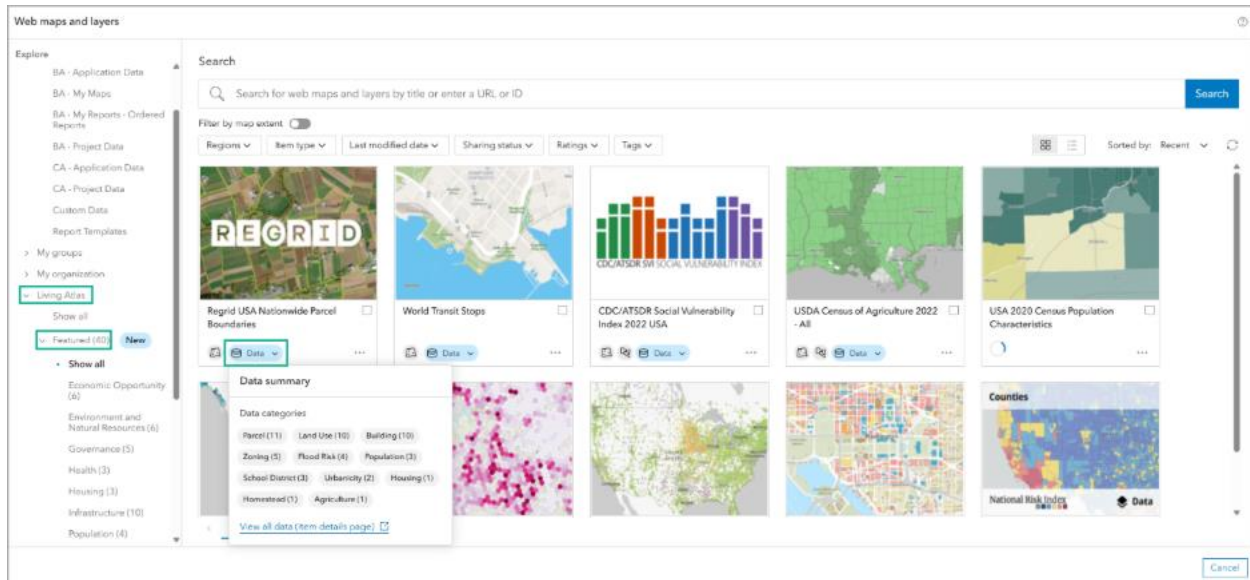 Web maps and layers
Explore
BA - Application Data
BA - My Maps
BA - My Reports - Ordered
Reports
BA - Project Data
CA - Application Data
CA - Project Data
Custom Data
Report Templates
My groups
My organization
Living Atlas
Show all
Featured (40) New
Show all
Economic Opportunity
(6)
Environment and
Natural Resources (6)
Governance (5)
Health (3)
Housing (3)
Infrastructure (10)
Population (4)
Search
Search for web maps and layers by title or enter a URL or ID
Search
Filter by map extent
Regions Item type Last modified date Sharing status Ratings Tags
Sorted by: Recent
REGRID
CDC/ATSDR SVI SOCIAL VULNERABILITY INDEX
Regrid USA Nationwide Parcel
Boundaries
Data
World Transit Stops
Data
CDC/ATSDR Social Vulnerability
Index 2022 USA
Data
USDA Census of Agriculture 2022
- All
Data
USA 2020 Census Population
Characteristics
Data summary
Data categories
Parcel (11) Land Use (10) Building (10)
Zoning (5) Flood Risk (4) Population (3)
School District (3) Urbanicity (2) Housing (1)
Homestead (1) Agriculture (1)
View all data (item details page)
Counties
National Risk Index
Data
Cancel